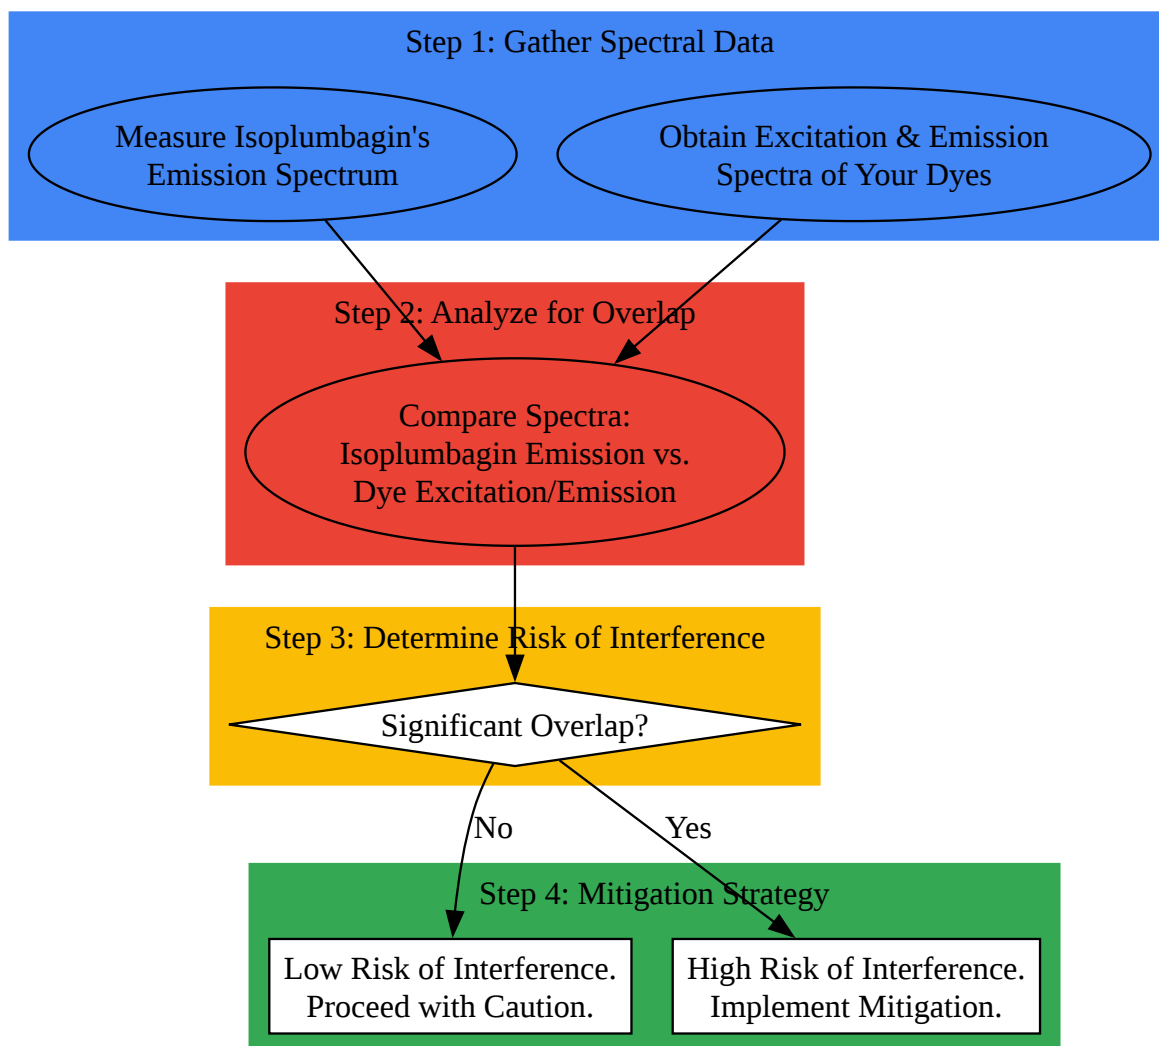 Step 1: Gather Spectral Data
Measure Isoplumbagin's
Emission Spectrum
Obtain Excitation & Emission
Spectra of Your Dyes
Step 2: Analyze for Overlap
Compare Spectra:
Isoplumbagin Emission vs.
Dye Excitation/Emission
Step 3: Determine Risk of Interference
Significant Overlap?
No
Yes
Step 4: Mitigation Strategy
Low Risk of Interference.
Proceed with Caution.
High Risk of Interference.
Implement Mitigation.